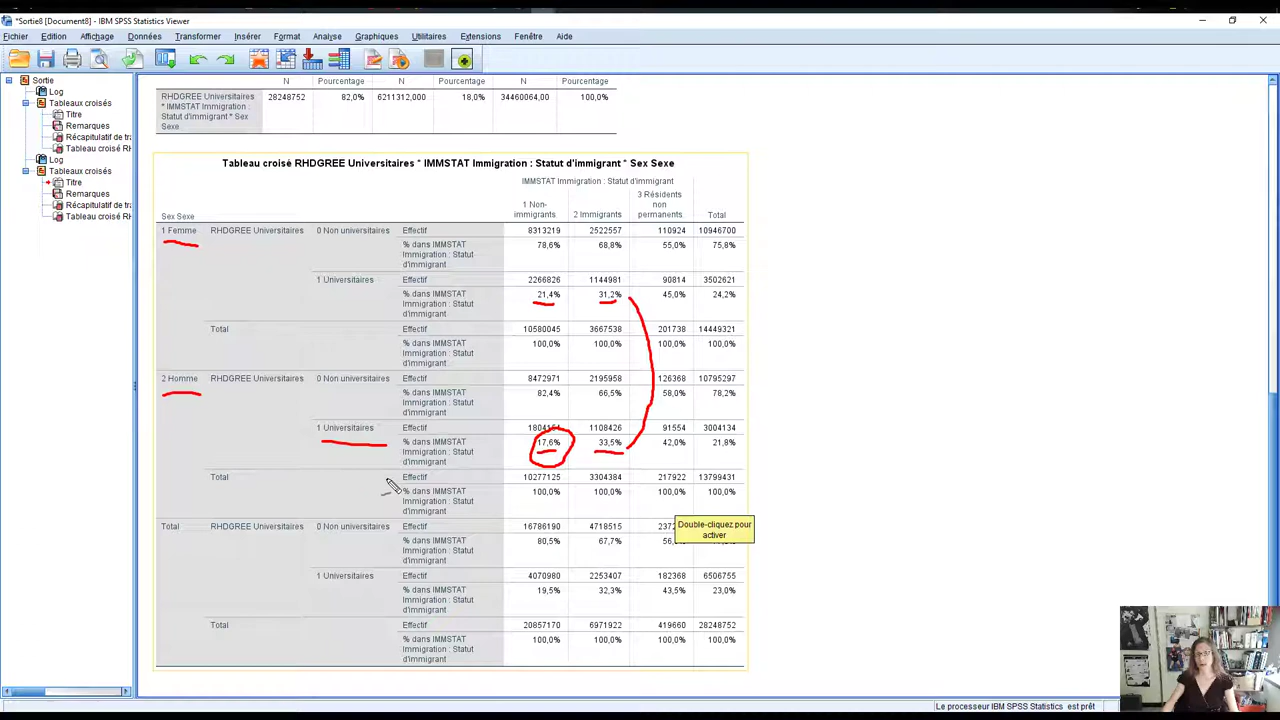 *Sortie8 [Document8] - IBM SPSS Statistics Viewer
Fichier Edition Affichage Données Transformer Insérer Format Analyse Graphiques Utilitaires Extensions Fenêtre Aide
Sortie
Log
Tableaux croisés
Titre
Remarques
Récapitulatif de tra
Tableau croisé RH
Log
Tableaux croisés
Titre
Remarques
Tableau croisé RH
N Pourcentage N Pourcentage N Pourcentage
RHDGREE Universitaires 28248752 82,0% 6211312,000 18,0% 34460064,00 100,0%
* IMMSTAT Immigration :
Statut d'immigrant * Sex
Sexe
Tableau croisé RHDGREE Universitaires * IMMSTAT Immigration : Statut d'immigrant * Sex Sexe
IMMSTAT Immigration : Statut d'immigrant
3 Résidents
1 Non- non
Sex Sexe immigrants 2 Immigrants permanents Total
1 Femme RHDGREE Universitaires 0 Non universitaires Effectif 8313219 2522557 110924 10946700
% dans IMMSTAT 78,6% 68,8% 55,0% 75,8%
Immigration : Statut
d'immigrant
1 Universitaires Effectif 2266826 1144981 90814 3502621
% dans IMMSTAT 21,4% 31,2% 45,0% 24,2%
Immigration : Statut
d'immigrant
Total Effectif 10580045 3667538 201738 14449321
% dans IMMSTAT 100,0% 100,0% 100,0% 100,0%
Immigration : Statut
d'immigrant
2 Homme RHDGREE Universitaires 0 Non universitaires Effectif 8472971 2195958 126368 10795297
% dans IMMSTAT 82,4% 66,5% 58,0% 78,2%
Immigration : Statut
d'immigrant
1 Universitaires Effectif 1804154 1108426 91554 3004134
% dans IMMSTAT 17,6% 33,5% 42,0% 21,8%
Immigration : Statut
d'immigrant
Total Effectif 10277125 3304384 217922 13799431
% dans IMMSTAT 100,0% 100,0% 100,0% 100,0%
Immigration : Statut
d'immigrant
Total RHDGREE Universitaires 0 Non universitaires Effectif 16786190 4718515
% dans IMMSTAT 80,5% 67,7%
Immigration : Statut
d'immigrant
1 Universitaires Effectif 4070980 2253407 182368 6506755
% dans IMMSTAT 19,5% 32,3% 43,5% 23,0%
Immigration : Statut
d'immigrant
Total Effectif 20857170 6971922 419660 28248752
% dans IMMSTAT 100,0% 100,0% 100,0% 100,0%
Immigration : Statut
d'immigrant
Double-cliquez pour
activer
Le processeur IBM SPSS Statistics est prêt